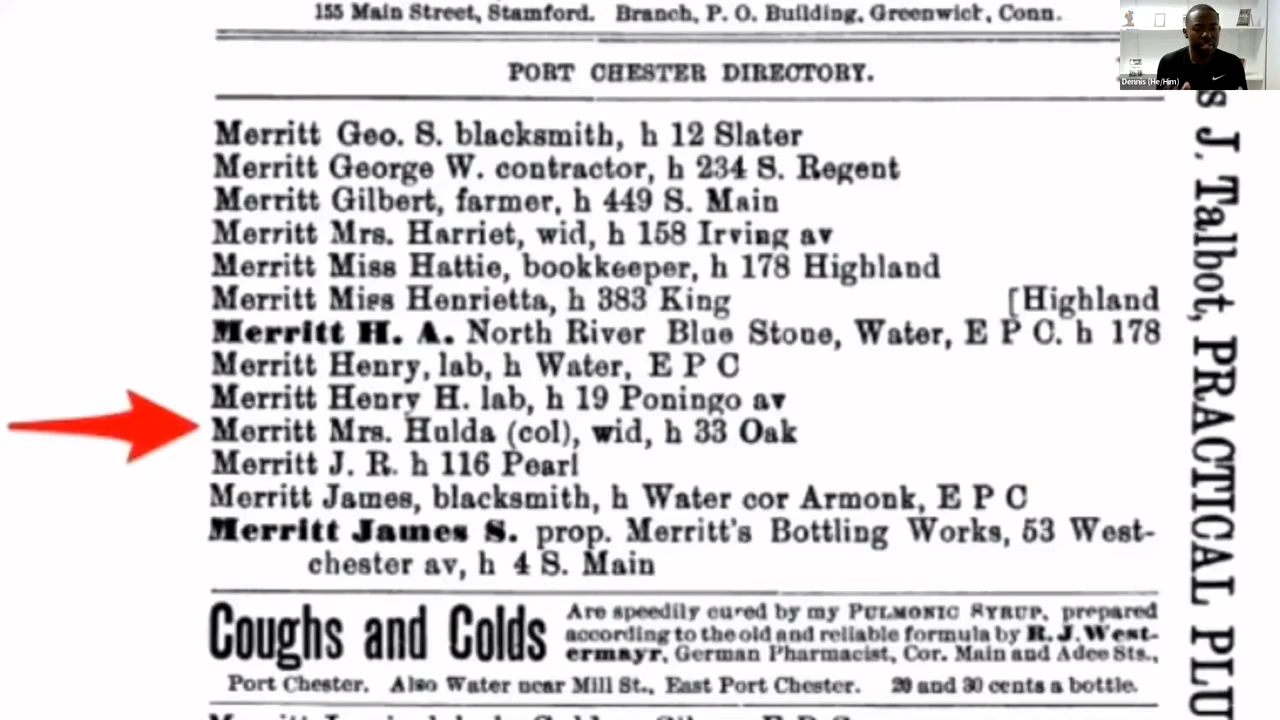 155 Main Street, Stamford. Branch, P. O. Building, Greenwick, Conn.
PORT CHESTER DIRECTORY.
Dennis (He/Him)
Merritt Geo. S. blacksmith, h 12 Slater
Merritt George W. contractor, h 234 S. Regent
Merritt Gilbert, farmer, h 449 S. Main
Merritt Mrs. Harriet, wid, h 158 Irving av
Merritt Miss Hattie, bookkeeper, h 178 Highland
Merritt Miss Henrietta, h 383 King [Highland
Merritt H. A. North River Blue Stone, Water, E P C. h 178
Merritt Henry, lab, h Water, E P C
Merritt Henry H. lab, h 19 Poningo av
Merritt Mrs. Hulda (col), wid, h 33 Oak
Merritt J. R. h 116 Pearl
Merritt James, blacksmith, h Water cor Armonk, E P C
Merritt James S. prop. Merritt's Bottling Works, 53 West-
chester av, h 4 S. Main
Coughs and Colds
Are speedily cured by my PULMONIC SYRUP, prepared
according to the old and reliable formula by R. J. West-
ermayr, German Pharmacist, Cor. Main and Adee Sts.,
Port Chester. Also Water near Mill St., East Port Chester. 20 and 30 cents a bottle.
s J. Talbot, PRACTICAL PLU